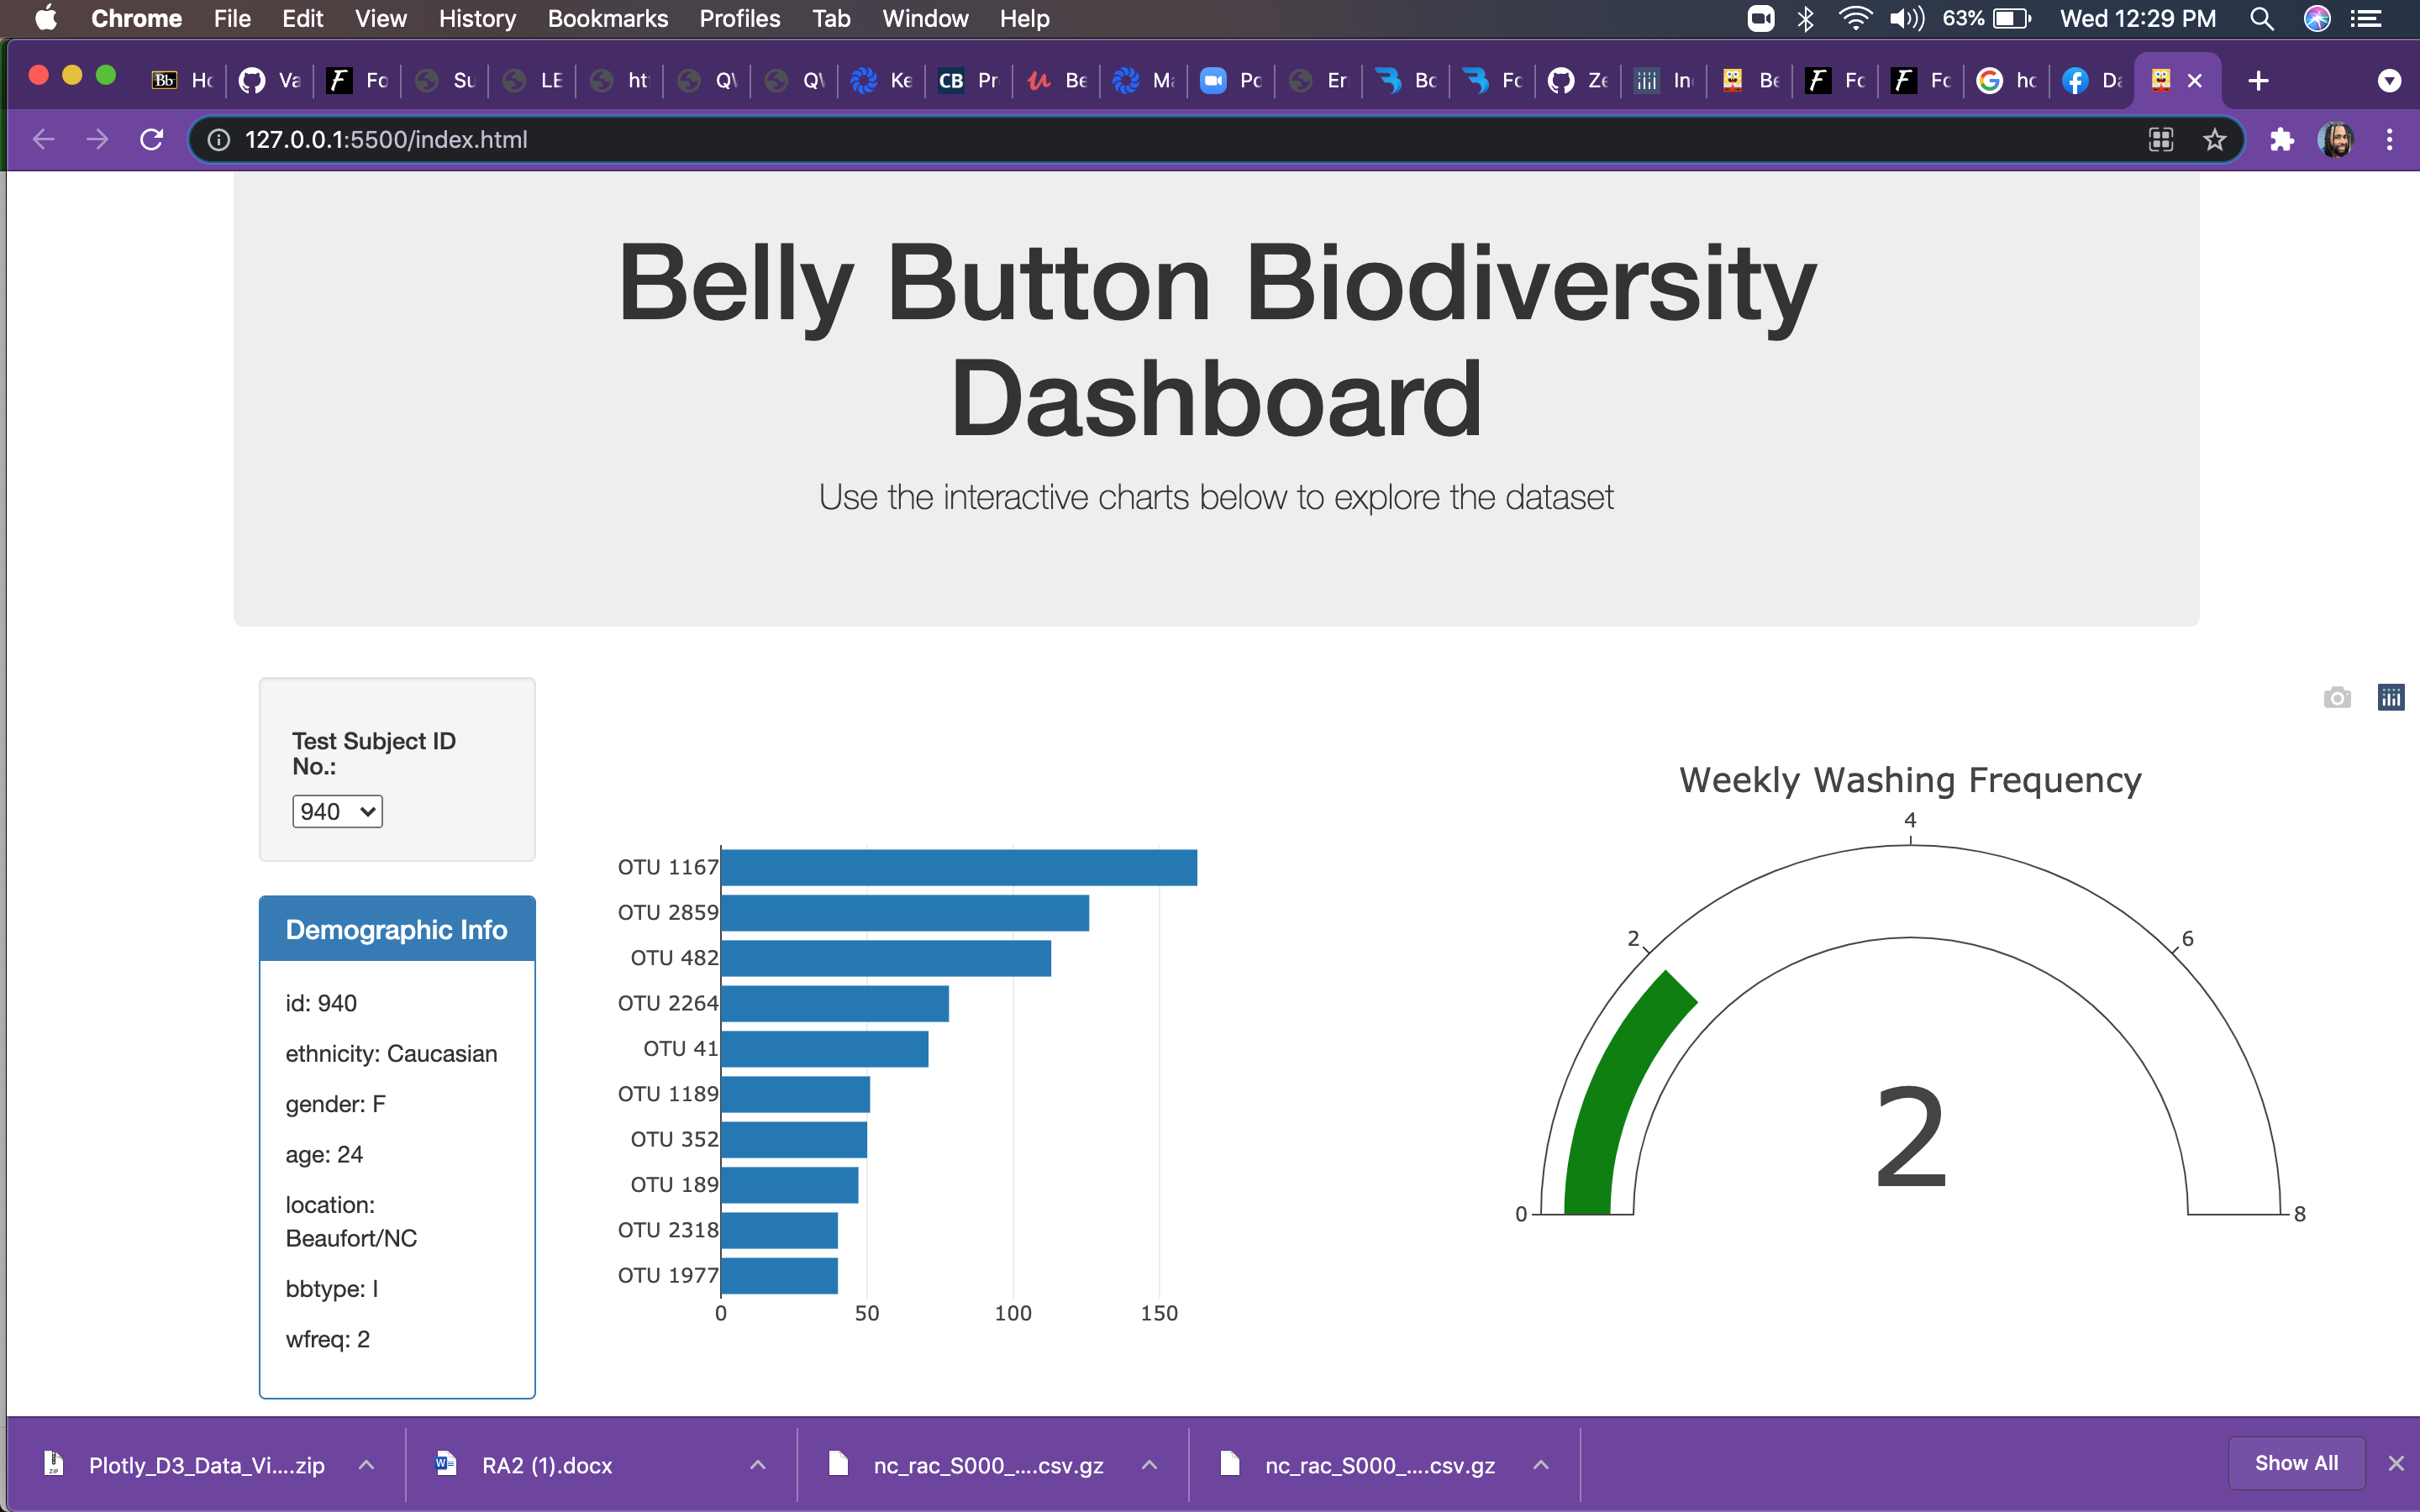 Chrome File Edit View History Bookmarks Profiles Tab Window Help 63% Wed 12:29 PM
Bb Hc Va F Fo Su LE ht Q\ Q\ Ke CB Pr Be Ma Po Er Bc Fc Ze In Be F Fc F Fc hc Da
127.0.0.1:5500/index.html
Belly Button Biodiversity
Dashboard
Use the interactive charts below to explore the dataset
Test Subject ID
No.:
940
Demographic Info
id: 940
ethnicity: Caucasian
gender: F
age: 24
location:
Beaufort/NC
bbtype: I
wfreq: 2
OTU 1167
OTU 2859
OTU 482
OTU 2264
OTU 41
OTU 1189
OTU 352
OTU 189
OTU 2318
OTU 1977
0 50 100 150
Weekly Washing Frequency
4
2 6
2
0 8
Plotly_D3_Data_Vi....zip RA2 (1).docx nc_rac_S000_....csv.gz nc_rac_S000_....csv.gz Show All